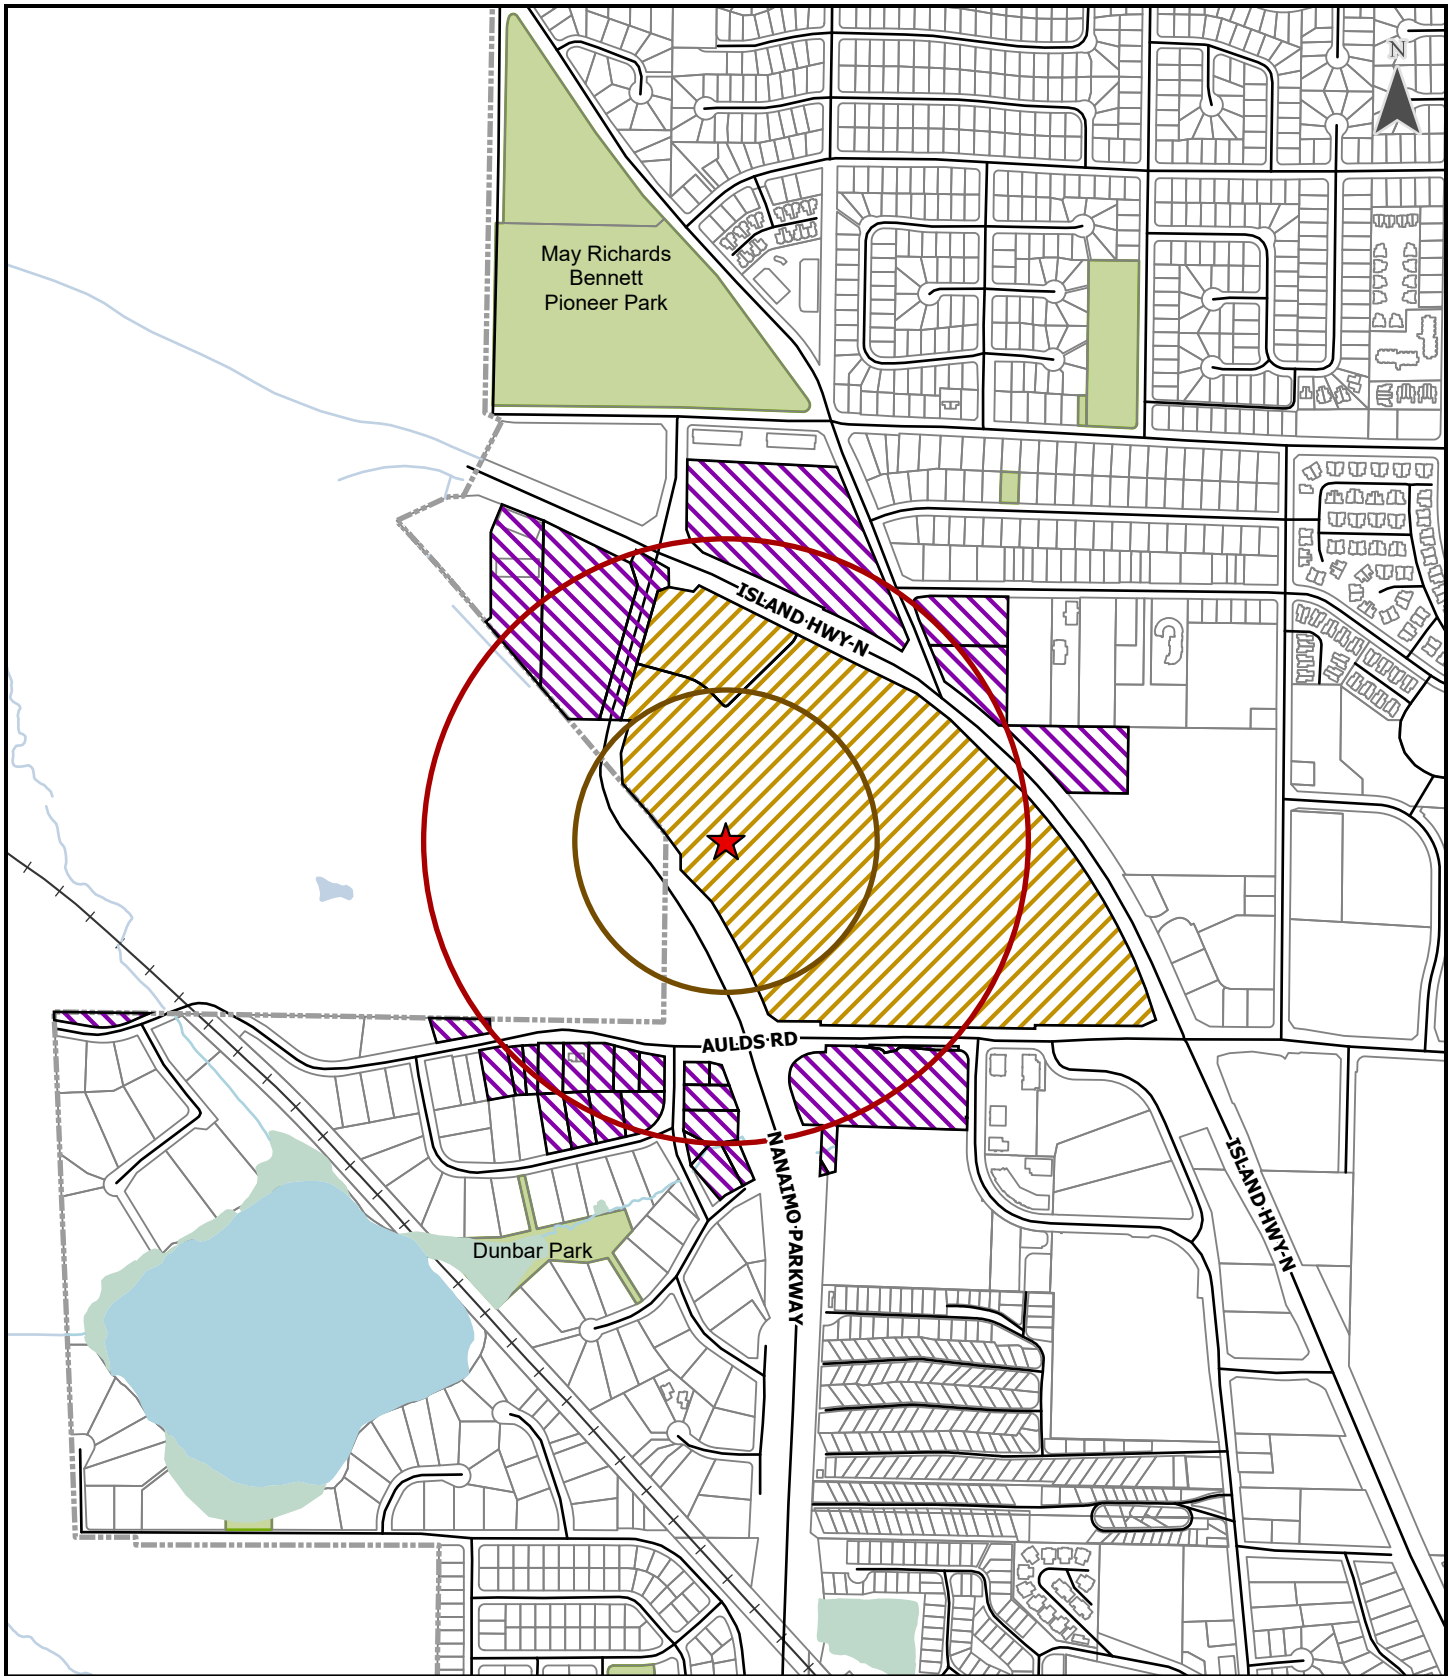 N
May Richards
Bennett
Pioneer Park
ISLAND HWY-N
AULDS RD
NANAIMO PARKWAY
ISLAND HWY-N
Dunbar Park